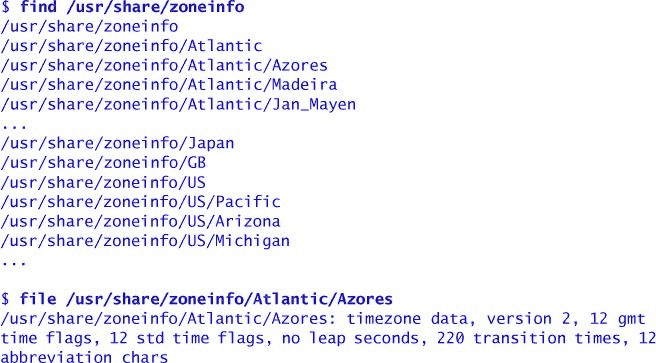 $ find /usr/share/zoneinfo
/usr/share/zoneinfo
/usr/share/zoneinfo/Atlantic
/usr/share/zoneinfo/Atlantic/Azores
/usr/share/zoneinfo/Atlantic/Madeira
/usr/share/zoneinfo/Atlantic/Jan_Mayen
...
/usr/share/zoneinfo/Japan
/usr/share/zoneinfo/GB
/usr/share/zoneinfo/US
/usr/share/zoneinfo/US/Pacific
/usr/share/zoneinfo/US/Arizona
/usr/share/zoneinfo/US/Michigan
...
$ file /usr/share/zoneinfo/Atlantic/Azores
/usr/share/zoneinfo/Atlantic/Azores: timezone data, version 2, 12 gmt
time flags, 12 std time flags, no leap seconds, 220 transition times, 12
abbreviation chars